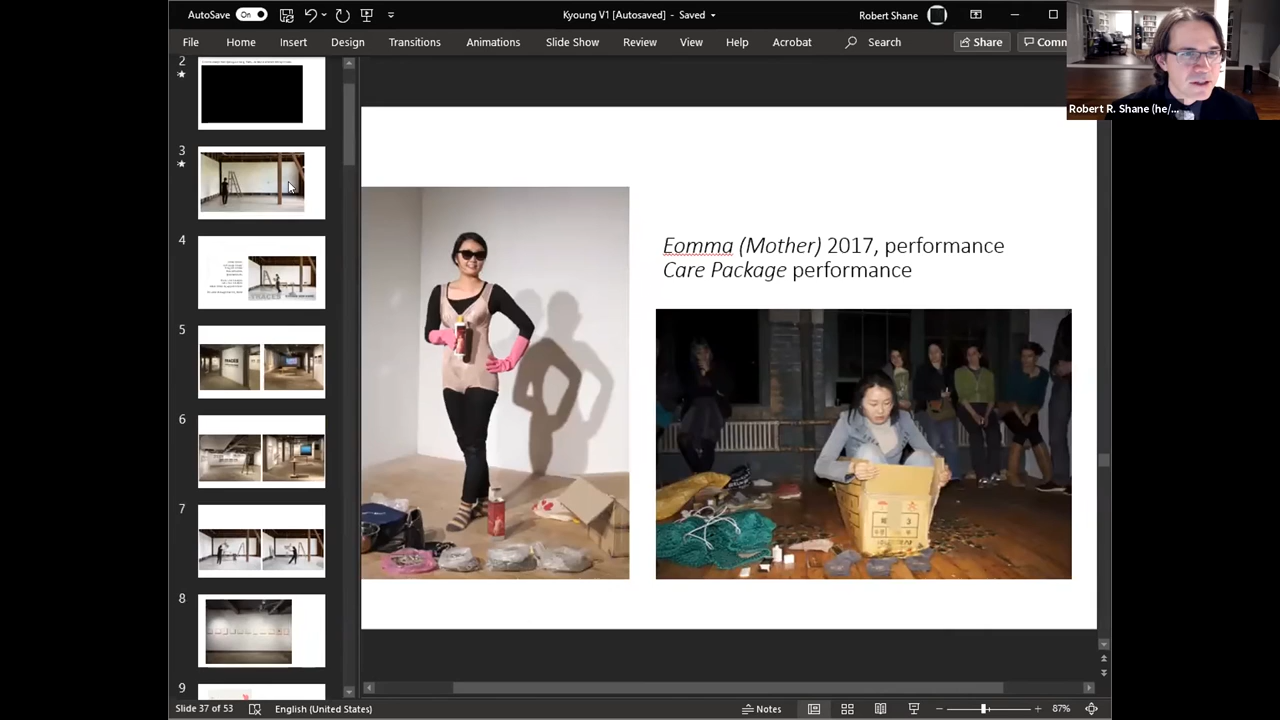 AutoSave On
Kyoung V1 [Autosaved] - Saved
Robert Shane
File Home Insert Design Transitions Animations Slide Show Review View Help Acrobat Search Share Comm
Robert R. Shane (he/...
2
3
4
5
6
7
8
9
Eomma (Mother) 2017, performance
Care Package performance
Slide 37 of 53 English (United States) Notes 87%